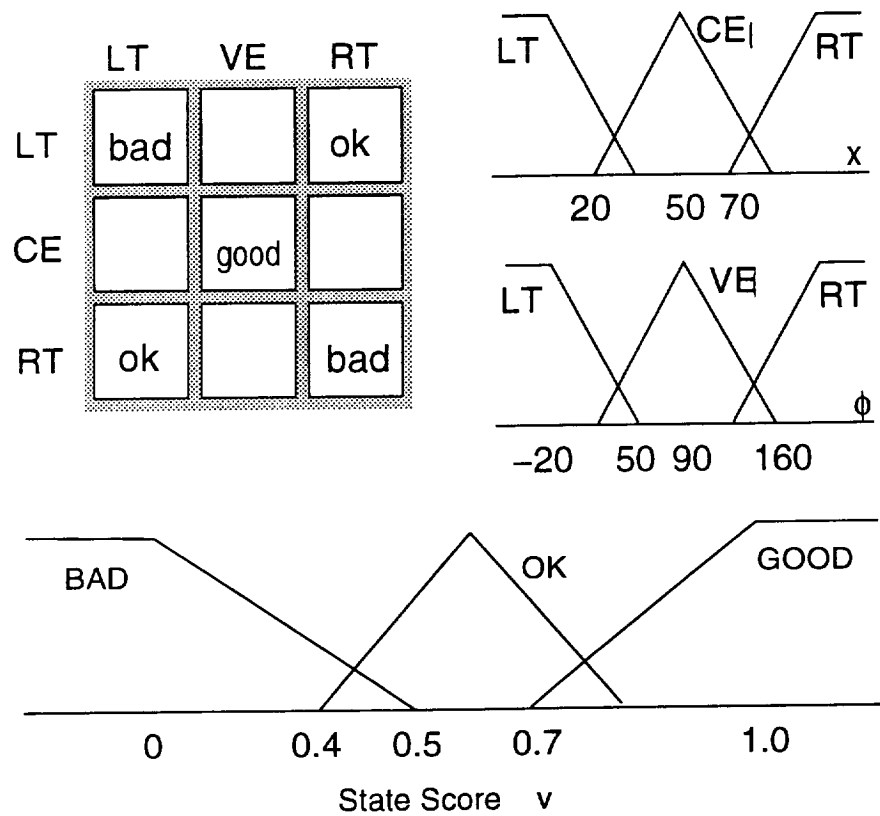 LT VE RT
LT bad ok
CE good
RT ok bad
LT CE RT
x
20 50 70
LT VE RT
ϕ
−20 50 90 160
BAD OK GOOD
0 0.4 0.5 0.7 1.0
State Score v